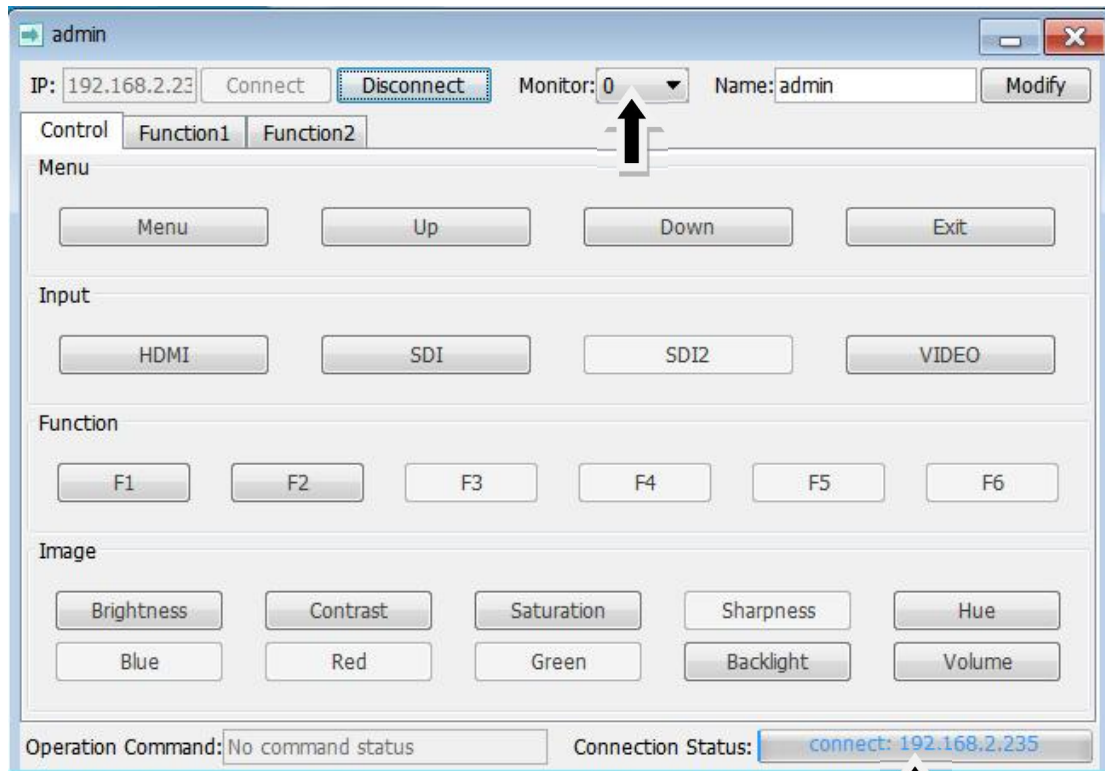 admin
IP: 192.168.2.23 Connect Disconnect Monitor: 0 Name: admin Modify
Control Function1 Function2
Menu
Menu Up Down Exit
Input
HDMI SDI SDI2 VIDEO
Function
F1 F2 F3 F4 F5 F6
Image
Brightness Contrast Saturation Sharpness Hue
Blue Red Green Backlight Volume
Operation Command: No command status Connection Status: connect: 192.168.2.235